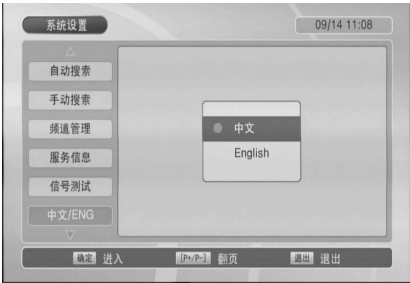 系统设置
09/14 11:08
自动搜索
手动搜索
频道管理
服务信息
信号测试
中文/ENG
中文
English
确定 进入 [P+/P-] 翻页 退出 退出